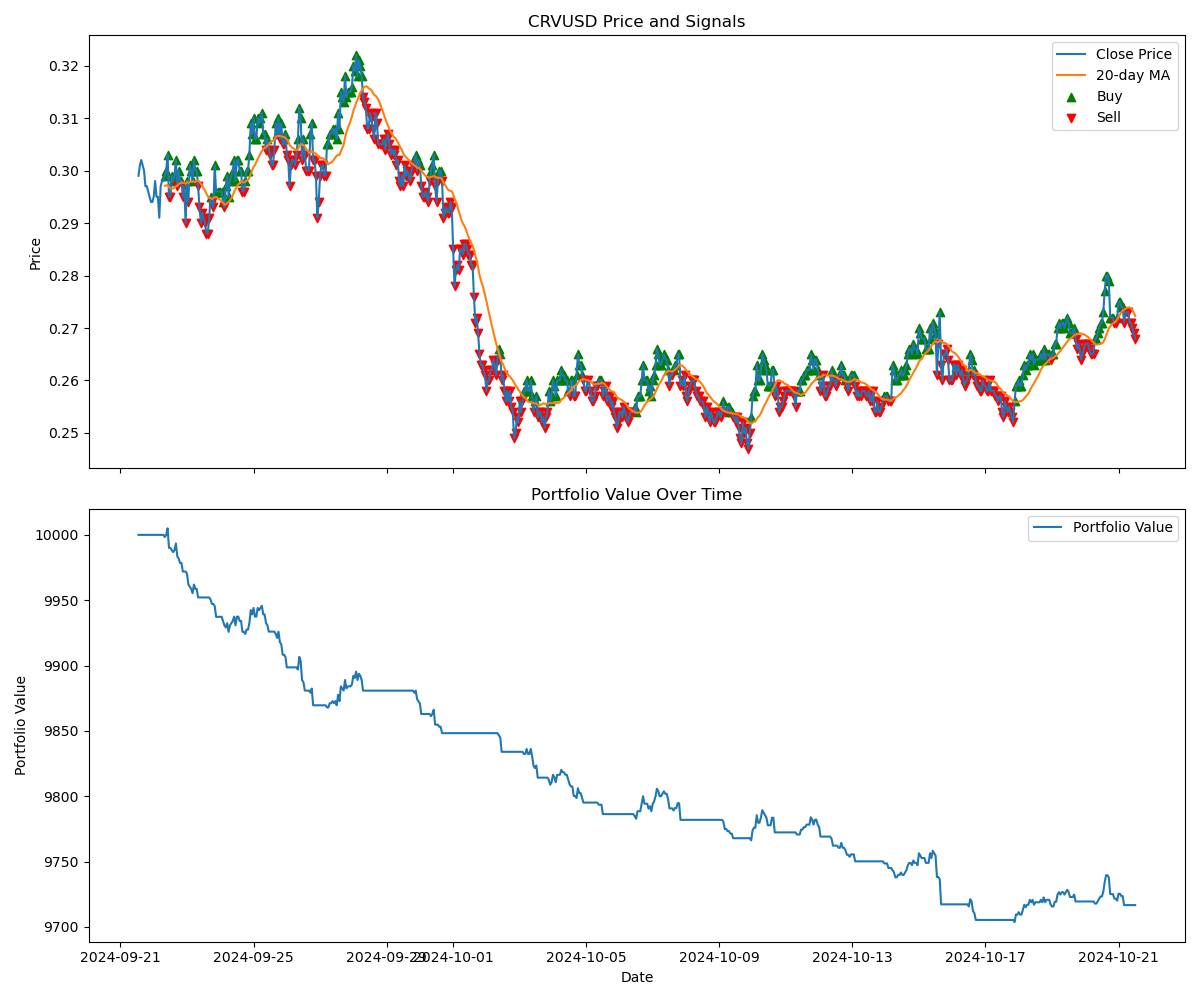 CRVUSD Price and Signals
Close Price
20-day MA
Buy
Sell
Price
0.32
0.31
0.30
0.29
0.28
0.27
0.26
0.25
Portfolio Value Over Time
Portfolio Value
Portfolio Value
10000
9950
9900
9850
9800
9750
9700
2024-09-21 2024-09-25 2024-09-29 2024-10-01 2024-10-05 2024-10-09 2024-10-13 2024-10-17 2024-10-21
Date